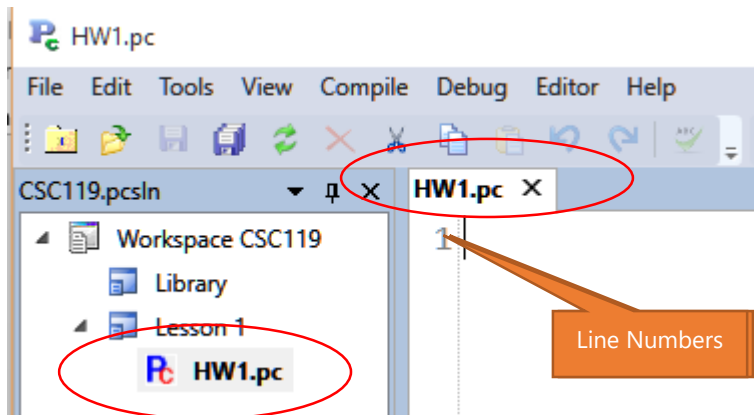 HW1.pc
File Edit Tools View Compile Debug Editor Help
CSC119.pcsln
HW1.pc
Workspace CSC119
1
Library
Lesson 1
Line Numbers
HW1.pc